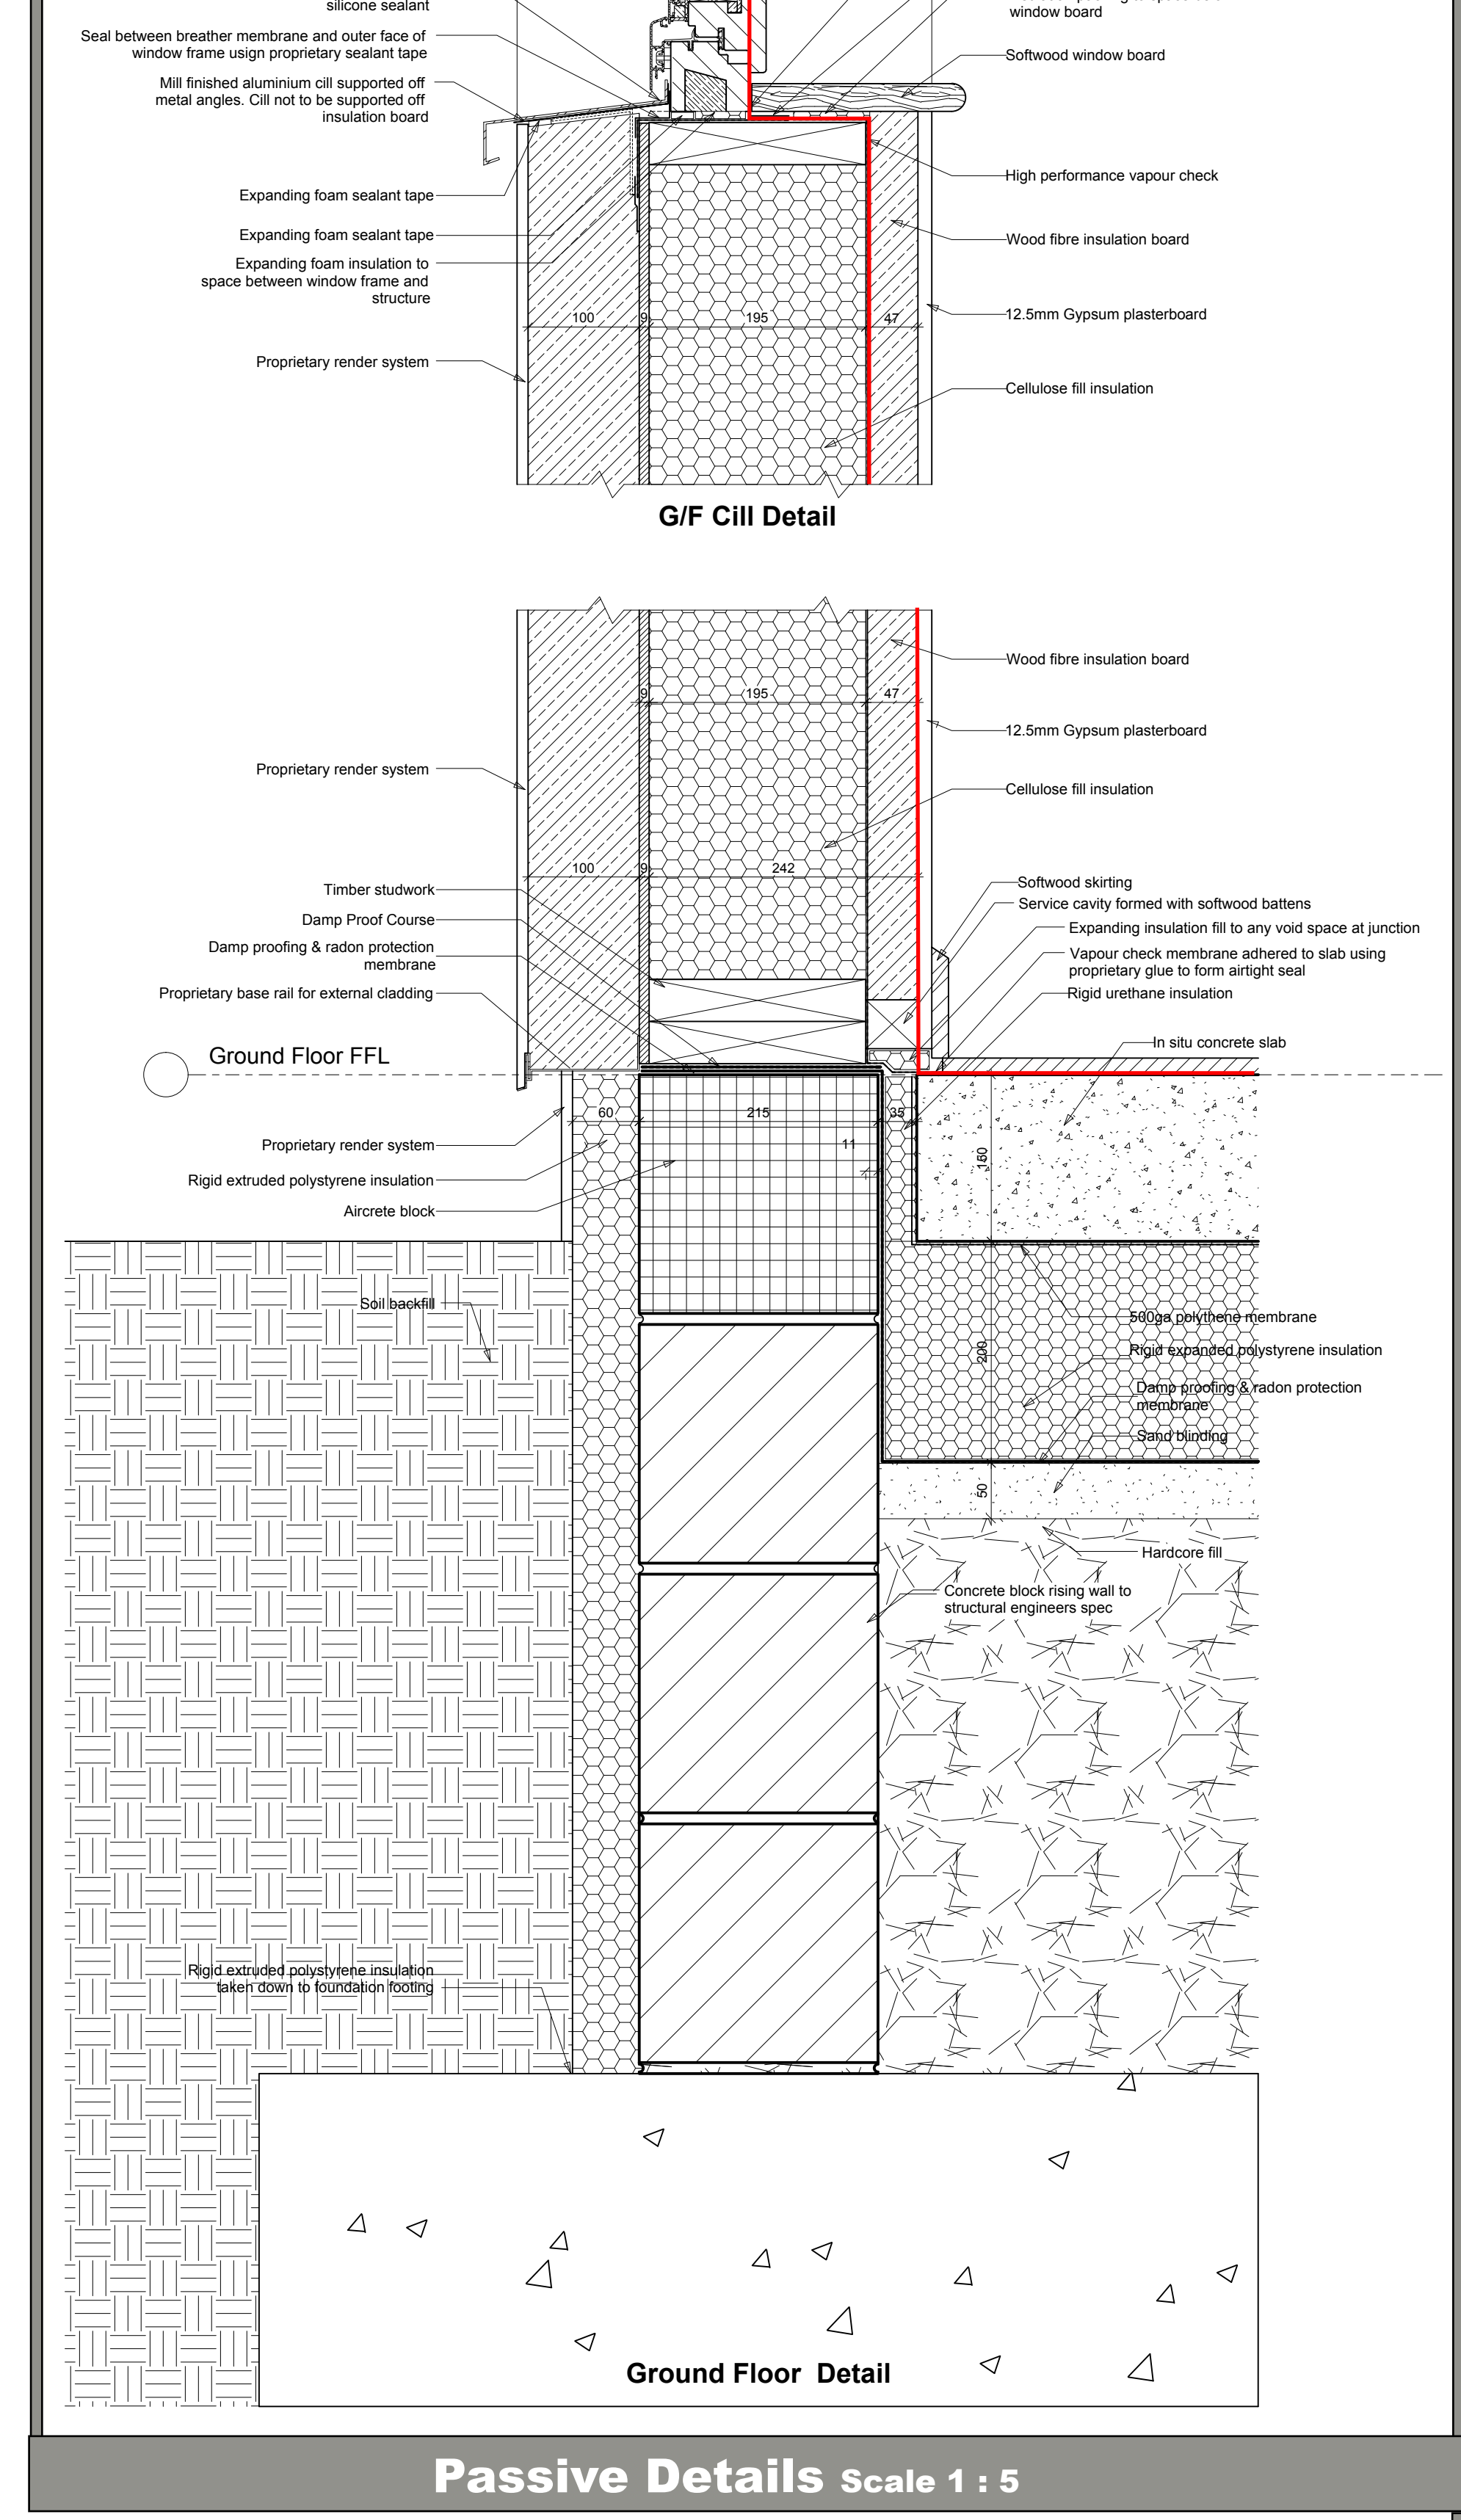 silicone sealant
Seal between breather membrane and outer face of
window frame usign proprietary sealant tape
Mill finished aluminium cill supported off
metal angles. Cill not to be supported off
insulation board
Expanding foam sealant tape
Expanding foam sealant tape
Expanding foam insulation to
space between window frame and
structure
Proprietary render system
window board
Softwood window board
High performance vapour check
Wood fibre insulation board
12.5mm Gypsum plasterboard
Cellulose fill insulation
100
9
195
47
G/F Cill Detail
9
195
47
100
9
242
Proprietary render system
Timber studwork
Damp Proof Course
Damp proofing & radon protection
membrane
Proprietary base rail for external cladding
Ground Floor FFL
Proprietary render system
Rigid extruded polystyrene insulation
Aircrete block
Soil backfill
Rigid extruded polystyrene insulation
taken down to foundation footing
Wood fibre insulation board
12.5mm Gypsum plasterboard
Cellulose fill insulation
Softwood skirting
Service cavity formed with softwood battens
Expanding insulation fill to any void space at junction
Vapour check membrane adhered to slab using
proprietary glue to form airtight seal
Rigid urethane insulation
In situ concrete slab
60
215
35
11
150
200
50
500ga polythene membrane
Rigid expanded polystyrene insulation
Damp proofing & radon protection
membrane
Sand blinding
Hardcore fill
Concrete block rising wall to
structural engineers spec
Ground Floor Detail
Passive Details Scale 1 : 5